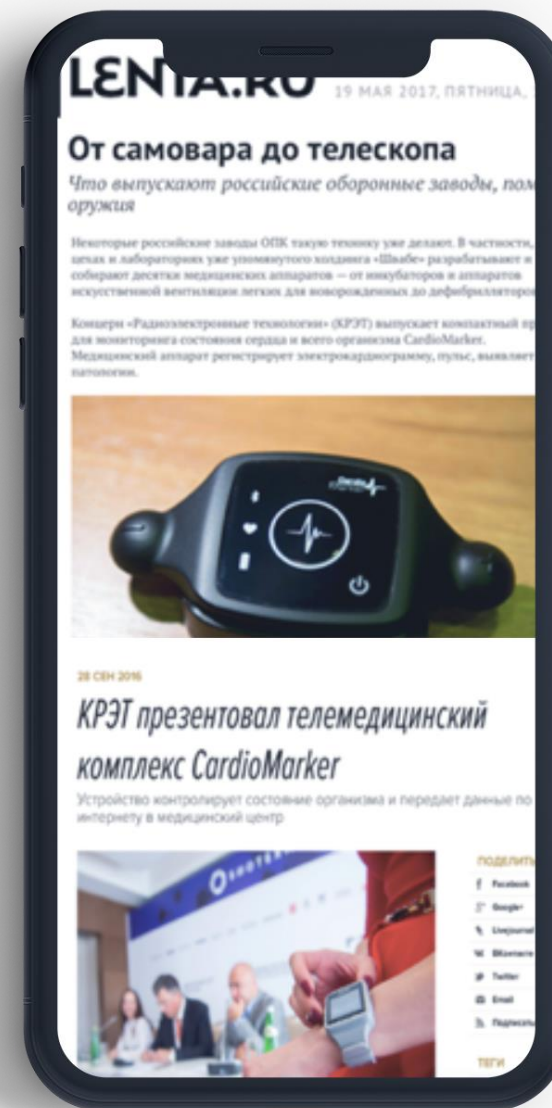 LENTA.RU 19 МАЯ 2017, ПЯТНИЦА,
От самовара до телескопа
Что выпускают российские оборонные заводы, пом
оружия
Некоторые российские заводы ОПК такую технику уже делают. В частности,
цехах и лабораториях уже упомянутого холдинга «Швабе» разрабатывают и
собирают десятки медицинских аппаратов — от инкубаторов и аппаратов
искусственной вентиляции легких для новорожденных до дефибрилляторо
Концерн «Радиоэлектронные технологии» (КРЭТ) выпускает компактный пр
для мониторинга состояния сердца и всего организма CardioMarker.
Медицинский аппарат регистрирует электрокардиограмму, пульс, выявляет
патологии.
28 СЕН 2016
КРЭТ презентовал телемедицинский
комплекс CardioMarker
Устройство контролирует состояние организма и передает данные по
интернету в медицинский центр
ПОДЕЛИТЬ
Facebook
Google+
Livejournal
ВКонтакте
Twitter
Email
Подписать
ТЕГИ